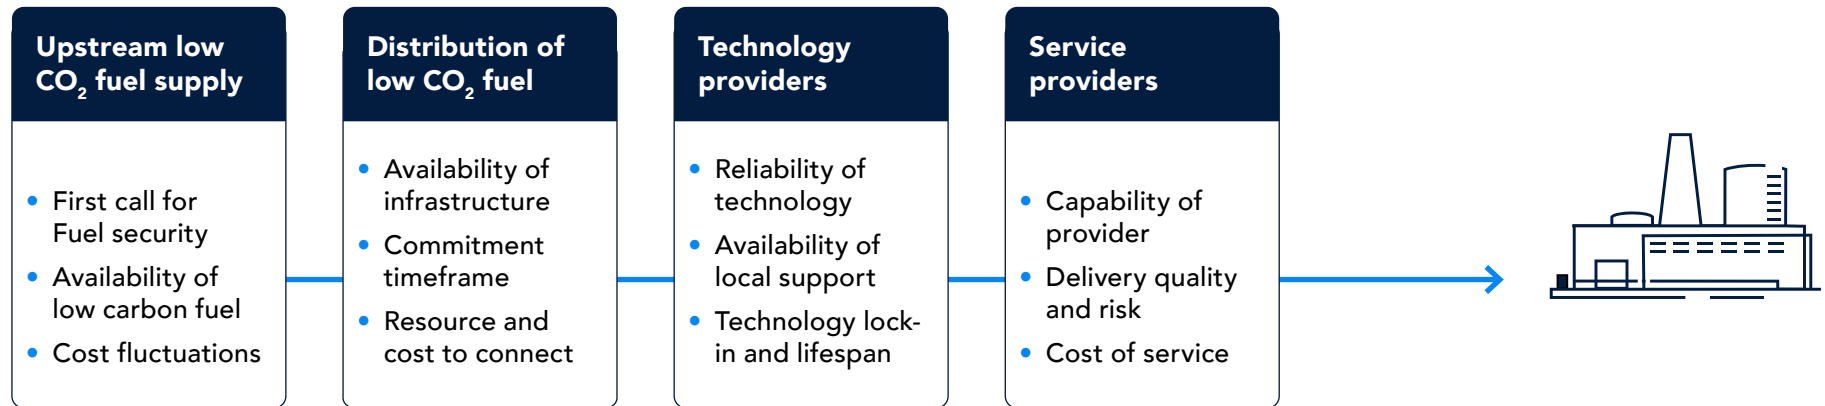 Upstream low
CO₂ fuel supply
• First call for
Fuel security
• Availability of
low carbon fuel
• Cost fluctuations
Distribution of
low CO₂ fuel
• Availability of
infrastructure
• Commitment
timeframe
• Resource and
cost to connect
Technology
providers
• Reliability of
technology
• Availability of
local support
• Technology lock-
in and lifespan
Service
providers
• Capability of
provider
• Delivery quality
and risk
• Cost of service